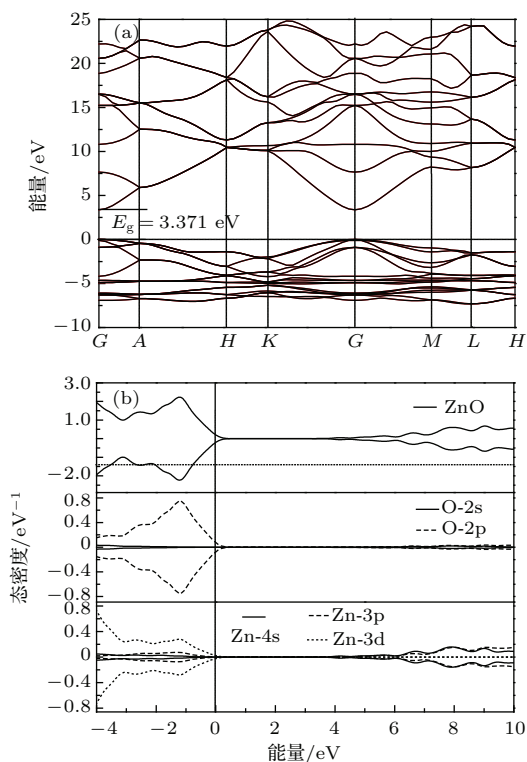 (a)
25
20
15
10
5
0
−5
−10
能量/eV
Eg = 3.371 eV
G A H K G M L H
(b)
3.0
1.0
0
−2.0
ZnO
0.8
0.4
0
−0.4
−0.8
O-2s
O-2p
态密度/eV−1
0.8
0.4
0
−0.4
−0.8
Zn-4s
Zn-3p
Zn-3d
−4 −2 0 2 4 6 8 10
能量/eV